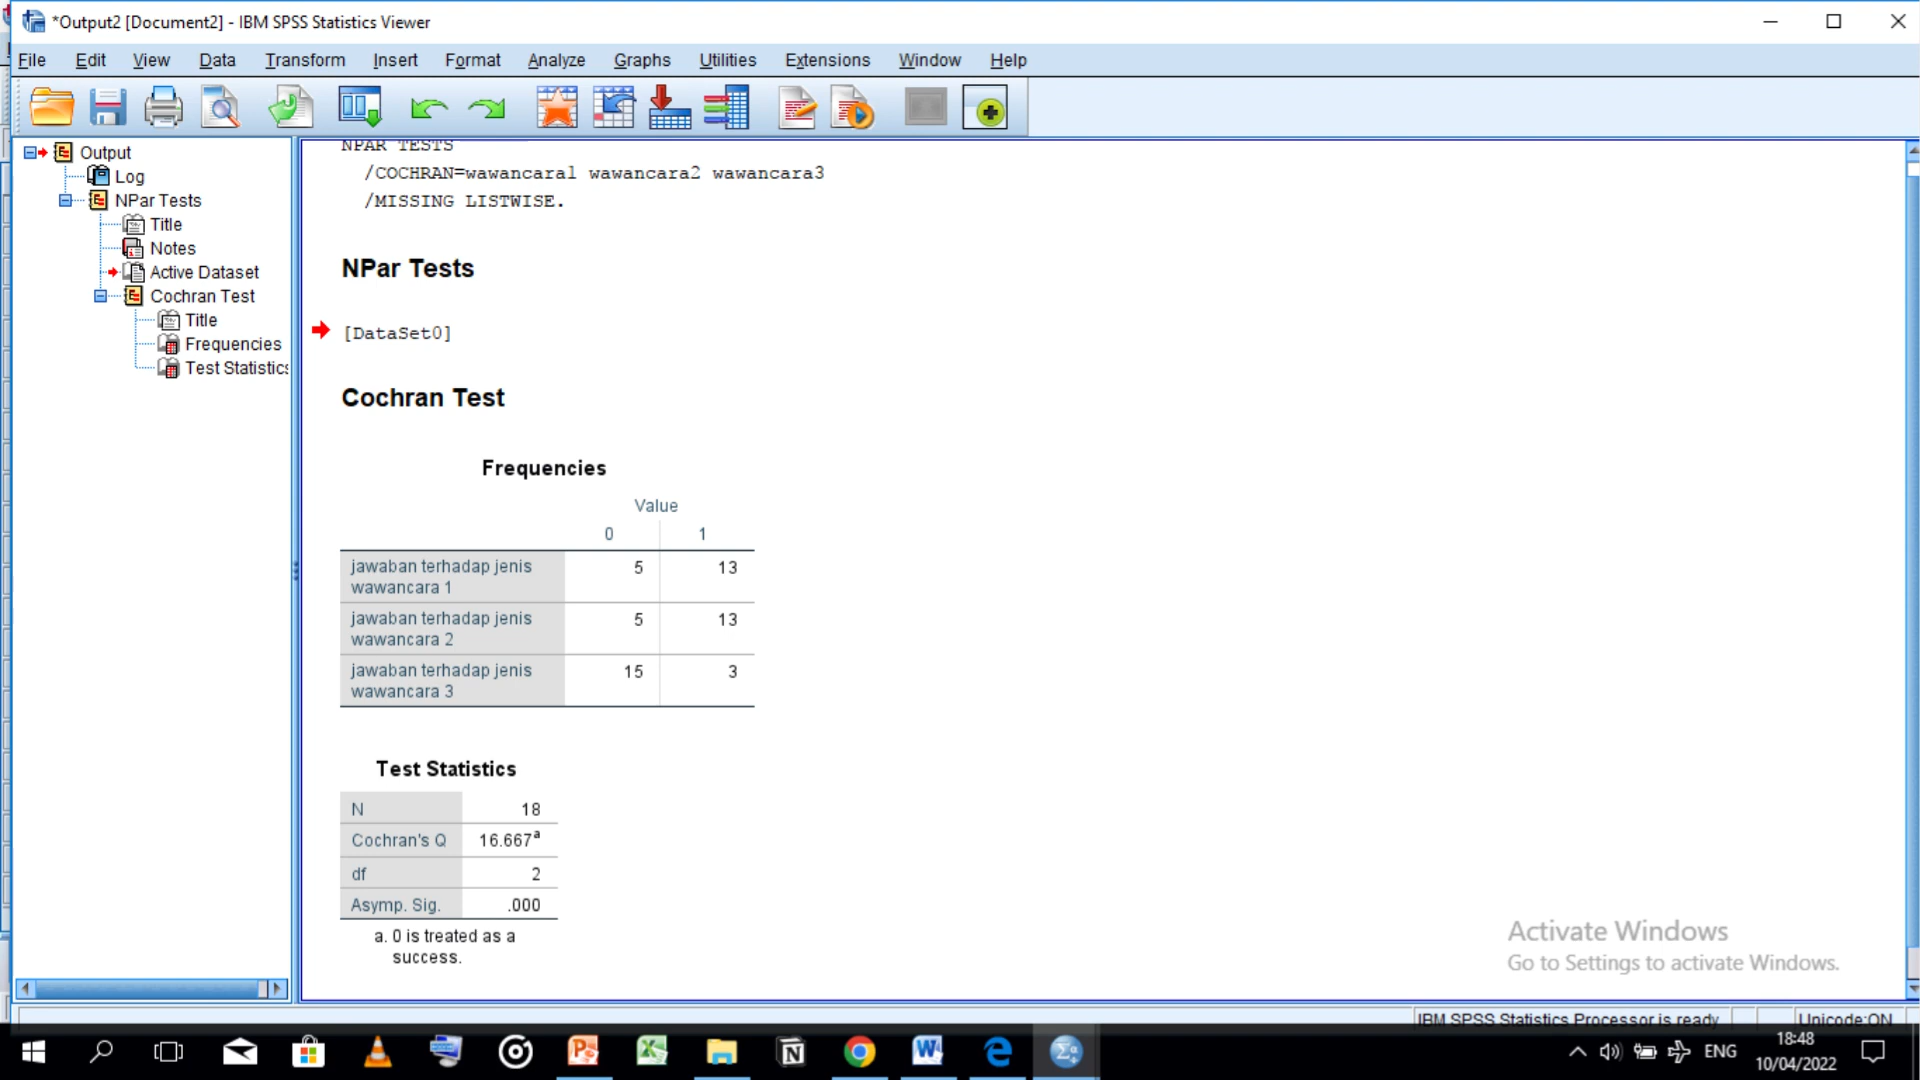 *Output2 [Document2] - IBM SPSS Statistics Viewer
File Edit View Data Transform Insert Format Analyze Graphs Utilities Extensions Window Help
Output
Log
NPar Tests
Title
Notes
Active Dataset
Cochran Test
Title
Frequencies
Test Statistics
NPAR TESTS
/COCHRAN=wawancara1 wawancara2 wawancara3
/MISSING LISTWISE.
NPar Tests
[DataSet0]
Cochran Test
Frequencies
Value
0 1
jawaban terhadap jenis wawancara 1 5 13
jawaban terhadap jenis wawancara 2 5 13
jawaban terhadap jenis wawancara 3 15 3
Test Statistics
N 18
Cochran's Q 16.667a
df 2
Asymp. Sig. .000
a. 0 is treated as a
success.
Activate Windows
Go to Settings to activate Windows.
IBM SPSS Statistics Processor is ready Unicode:ON
ENG
18:48
10/04/2022